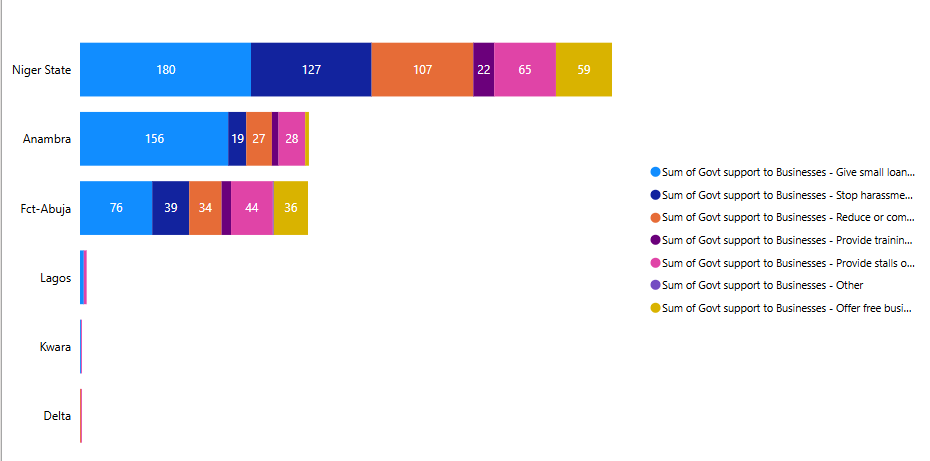 Niger State 180 127 107 22 65 59
Anambra 156 19 27 28
Fct-Abuja 76 39 34 44 36
Lagos
Kwara
Delta
Sum of Govt support to Businesses - Give small loan...
Sum of Govt support to Businesses - Stop harassme...
Sum of Govt support to Businesses - Reduce or com...
Sum of Govt support to Businesses - Provide trainin...
Sum of Govt support to Businesses - Provide stalls o...
Sum of Govt support to Businesses - Other
Sum of Govt support to Businesses - Offer free busi...